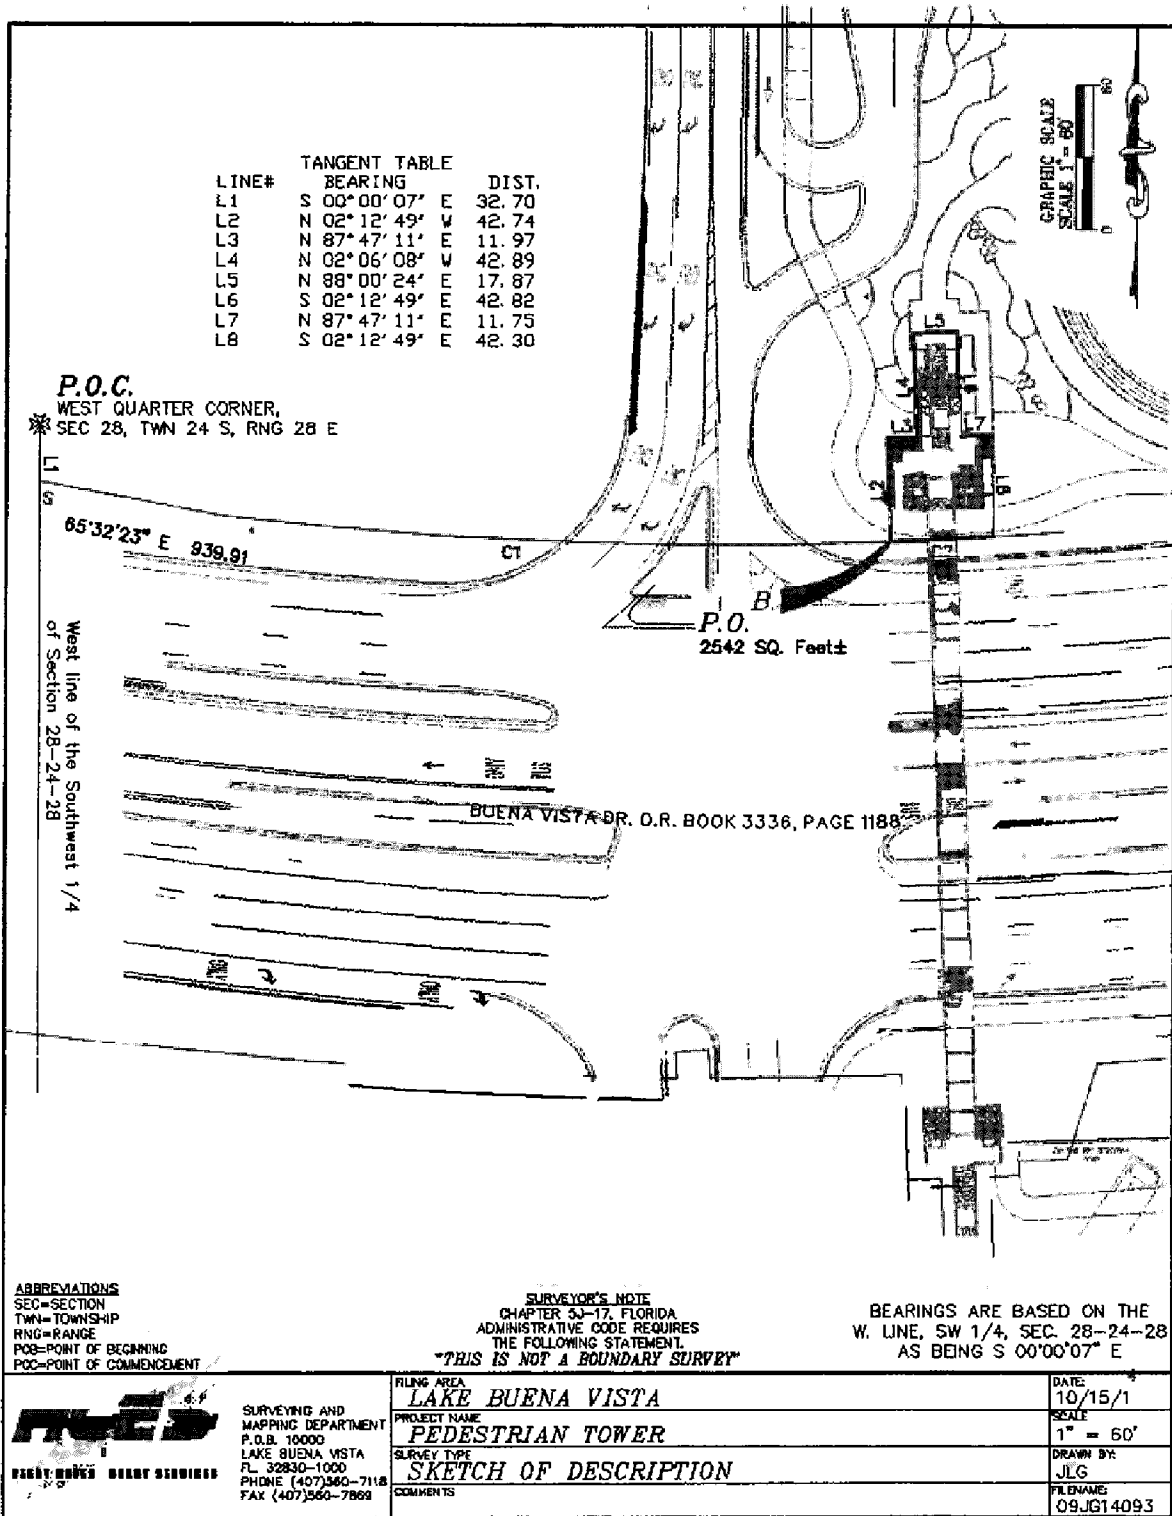 TANGENT TABLE
LINE# BEARING DIST.
L1 S 00°00'07" E 32.70
L2 N 02°12'49" W 42.74
L3 N 87°47'11" E 11.97
L4 N 02°06'08" W 42.89
L5 N 88°00'24" E 17.87
L6 S 02°12'49" E 42.82
L7 N 87°47'11" E 11.75
L8 S 02°12'49" E 42.30
GRAPHIC SCALE
SCALE 1" = 60'
0 60
P.O.C.
WEST QUARTER CORNER,
SEC 28, TWN 24 S, RNG 28 E
L1
S
65°32'23" E 939.91
C1
L5
L4
L3
L7
L2
L8
P.O.
B.
2542 SQ. Feet±
West line of the Southwest 1/4
of Section 28-24-28
BUENA VISTA DR. O.R. BOOK 3336, PAGE 1188
ABBREVIATIONS
SEC=SECTION
TWN=TOWNSHIP
RNG=RANGE
POB=POINT OF BEGINNING
POC=POINT OF COMMENCEMENT
SURVEYOR'S NOTE
CHAPTER 5J-17, FLORIDA
ADMINISTRATIVE CODE REQUIRES
THE FOLLOWING STATEMENT.
"THIS IS NOT A BOUNDARY SURVEY"
BEARINGS ARE BASED ON THE
W. LINE, SW 1/4, SEC. 28-24-28
AS BEING S 00°00'07" E
SURVEYING AND
MAPPING DEPARTMENT
P.O.B. 10000
LAKE BUENA VISTA
FL 32830-1000
PHONE (407)560-7118
FAX (407)560-7869
FILING AREA
LAKE BUENA VISTA
PROJECT NAME
PEDESTRIAN TOWER
SURVEY TYPE
SKETCH OF DESCRIPTION
COMMENTS
DATE:
10/15/1
SCALE
1" = 60'
DRAWN BY:
JLG
FILENAME:
09JG14093